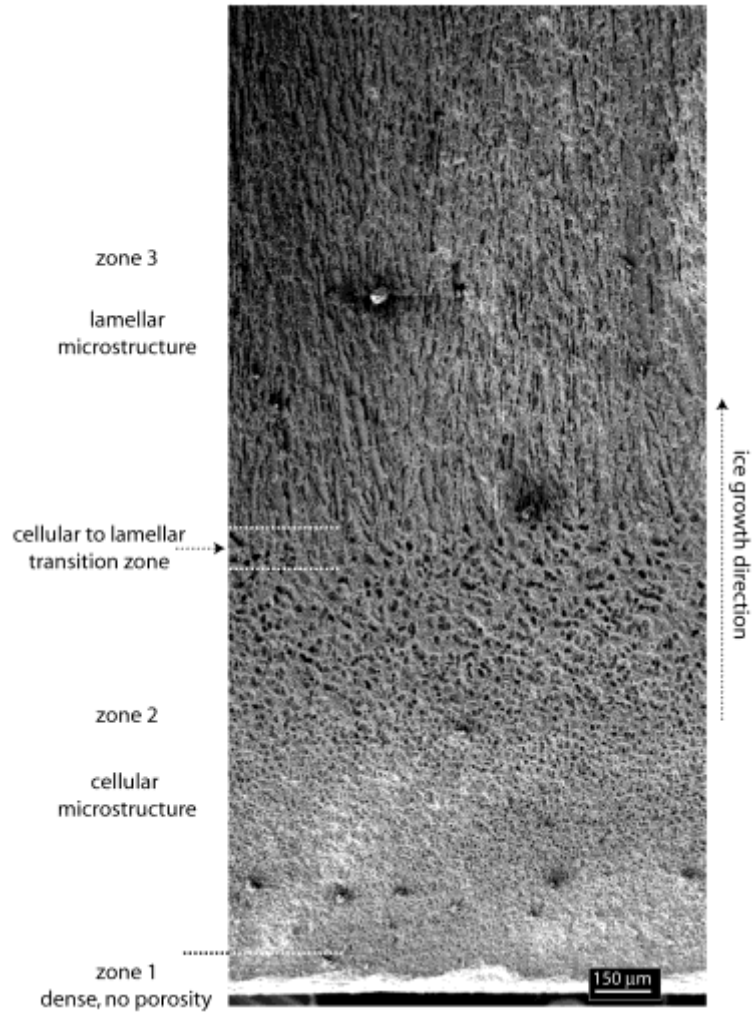 zone 3
lamellar
microstructure
cellular to lamellar
transition zone
ice growth direction
zone 2
cellular
microstructure
zone 1
dense, no porosity
150 μm